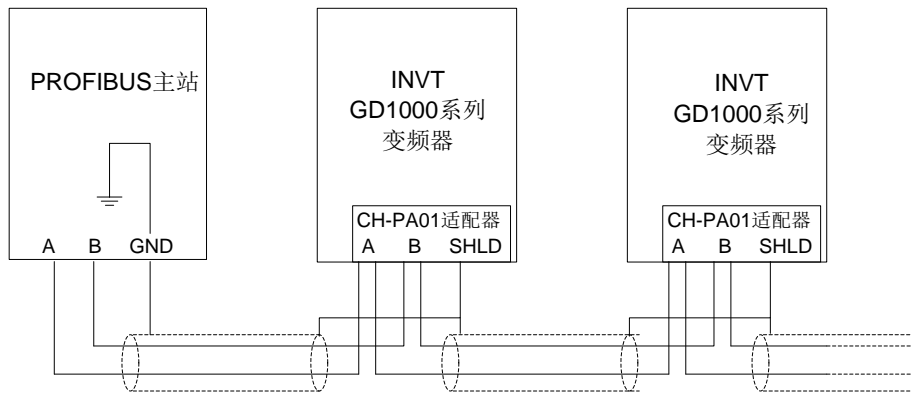 PROFIBUS主站
A B GND
INVT
GD1000系列
变频器
CH-PA01适配器
A B SHLD
INVT
GD1000系列
变频器
CH-PA01适配器
A B SHLD